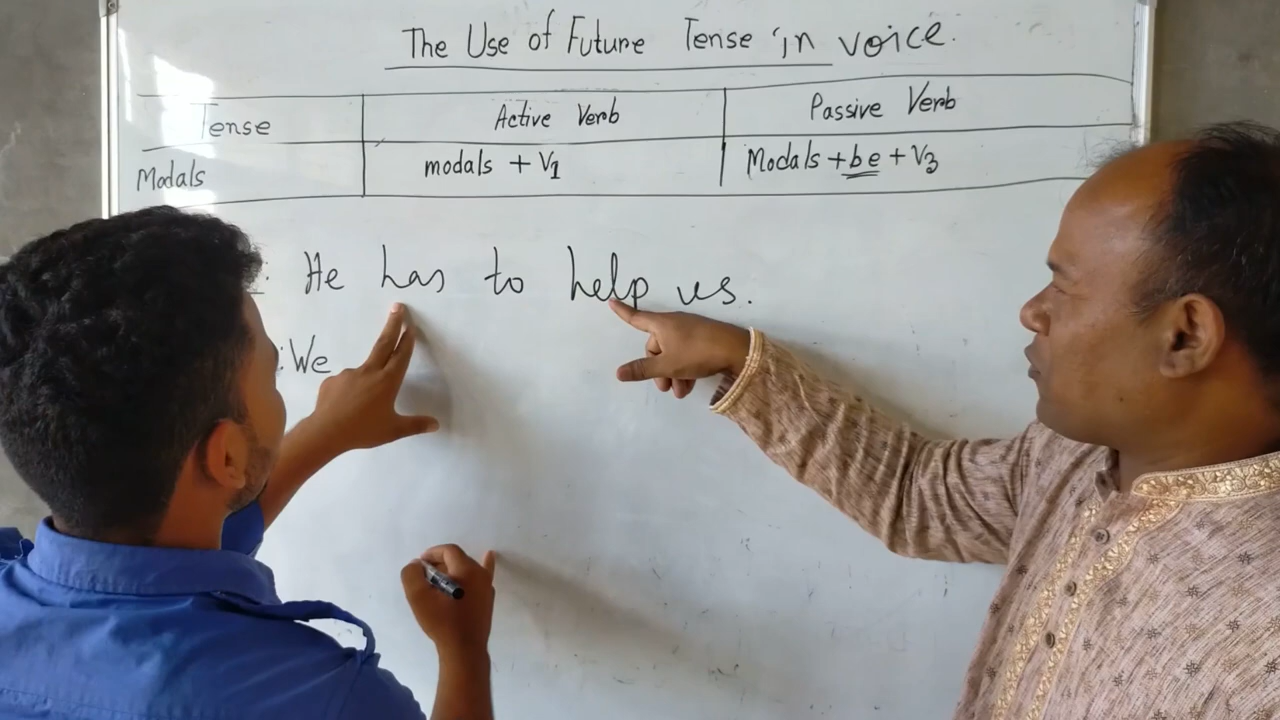 The Use of Future Tense in voice.
Tense Active Verb Passive Verb
Modals modals + V1 Modals + be + V3
: He has to help us.
: We